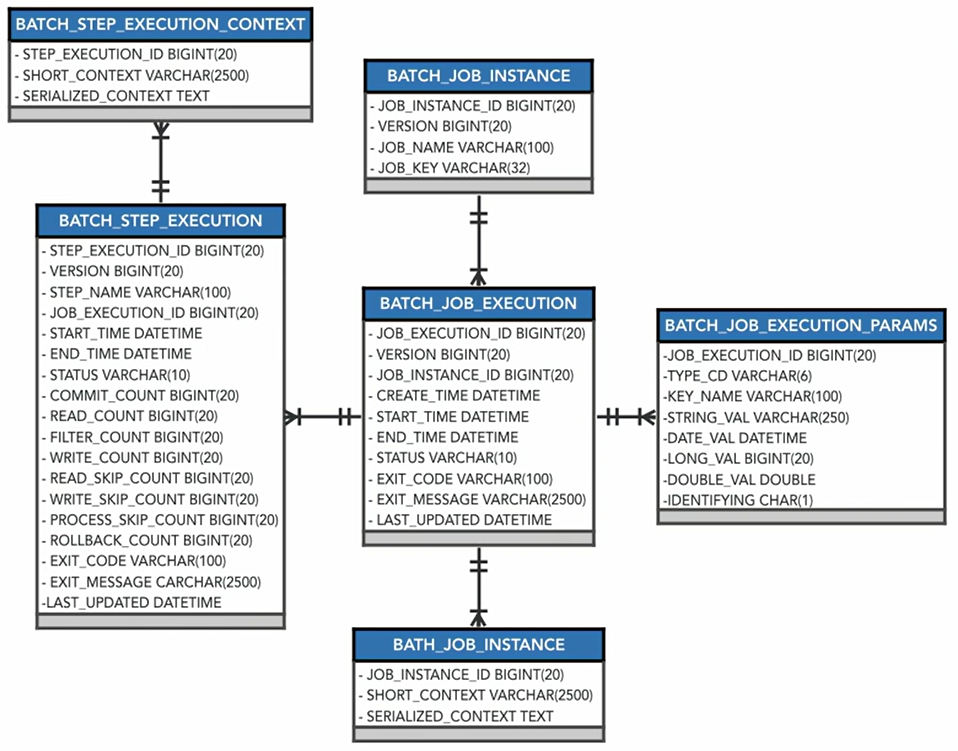 BATCH_STEP_EXECUTION_CONTEXT
- STEP_EXECUTION_ID BIGINT(20)
- SHORT_CONTEXT VARCHAR(2500)
- SERIALIZED_CONTEXT TEXT
BATCH_JOB_INSTANCE
- JOB_INSTANCE_ID BIGINT(20)
- VERSION BIGINT(20)
- JOB_NAME VARCHAR(100)
- JOB_KEY VARCHAR(32)
BATCH_STEP_EXECUTION
- STEP_EXECUTION_ID BIGINT(20)
- VERSION BIGINT(20)
- STEP_NAME VARCHAR(100)
- JOB_EXECUTION_ID BIGINT(20)
- START_TIME DATETIME
- END_TIME DATETIME
- STATUS VARCHAR(10)
- COMMIT_COUNT BIGINT(20)
- READ_COUNT BIGINT(20)
- FILTER_COUNT BIGINT(20)
- WRITE_COUNT BIGINT(20)
- READ_SKIP_COUNT BIGINT(20)
- WRITE_SKIP_COUNT BIGINT(20)
- PROCESS_SKIP_COUNT BIGINT(20)
- ROLLBACK_COUNT BIGINT(20)
- EXIT_CODE VARCHAR(100)
- EXIT_MESSAGE CARCHAR(2500)
-LAST_UPDATED DATETIME
BATCH_JOB_EXECUTION
- JOB_EXECUTION_ID BIGINT(20)
- VERSION BIGINT(20)
- JOB_INSTANCE_ID BIGINT(20)
- CREATE_TIME DATETIME
- START_TIME DATETIME
- END_TIME DATETIME
- STATUS VARCHAR(10)
- EXIT_CODE VARCHAR(100)
- EXIT_MESSAGE VARCHAR(2500)
- LAST_UPDATED DATETIME
BATCH_JOB_EXECUTION_PARAMS
-JOB_EXECUTION_ID BIGINT(20)
-TYPE_CD VARCHAR(6)
-KEY_NAME VARCHAR(100)
-STRING_VAL VARCHAR(250)
-DATE_VAL DATETIME
-LONG_VAL BIGINT(20)
-DOUBLE_VAL DOUBLE
-IDENTIFYING CHAR(1)
BATH_JOB_INSTANCE
- JOB_INSTANCE_ID BIGINT(20)
- SHORT_CONTEXT VARCHAR(2500)
- SERIALIZED_CONTEXT TEXT